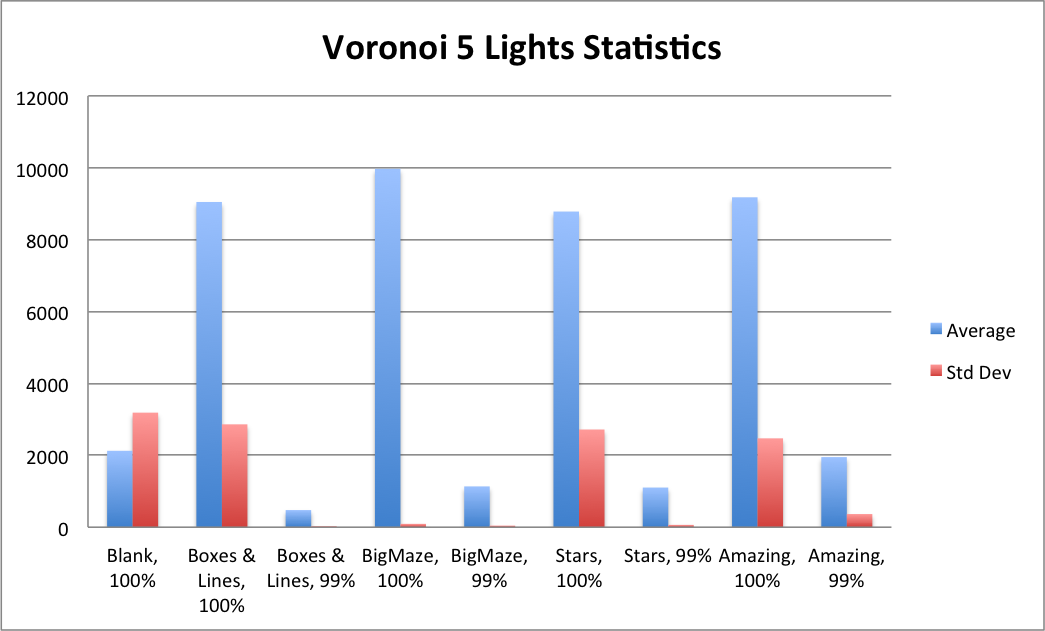 Voronoi 5 Lights Statistics
12000
10000
8000
6000
4000
2000
0
Average
Std Dev
Blank,
100%
Boxes &
Lines,
100%
Boxes &
Lines, 99%
BigMaze,
100%
BigMaze,
99%
Stars,
100%
Stars, 99%
Amazing,
100%
Amazing,
99%